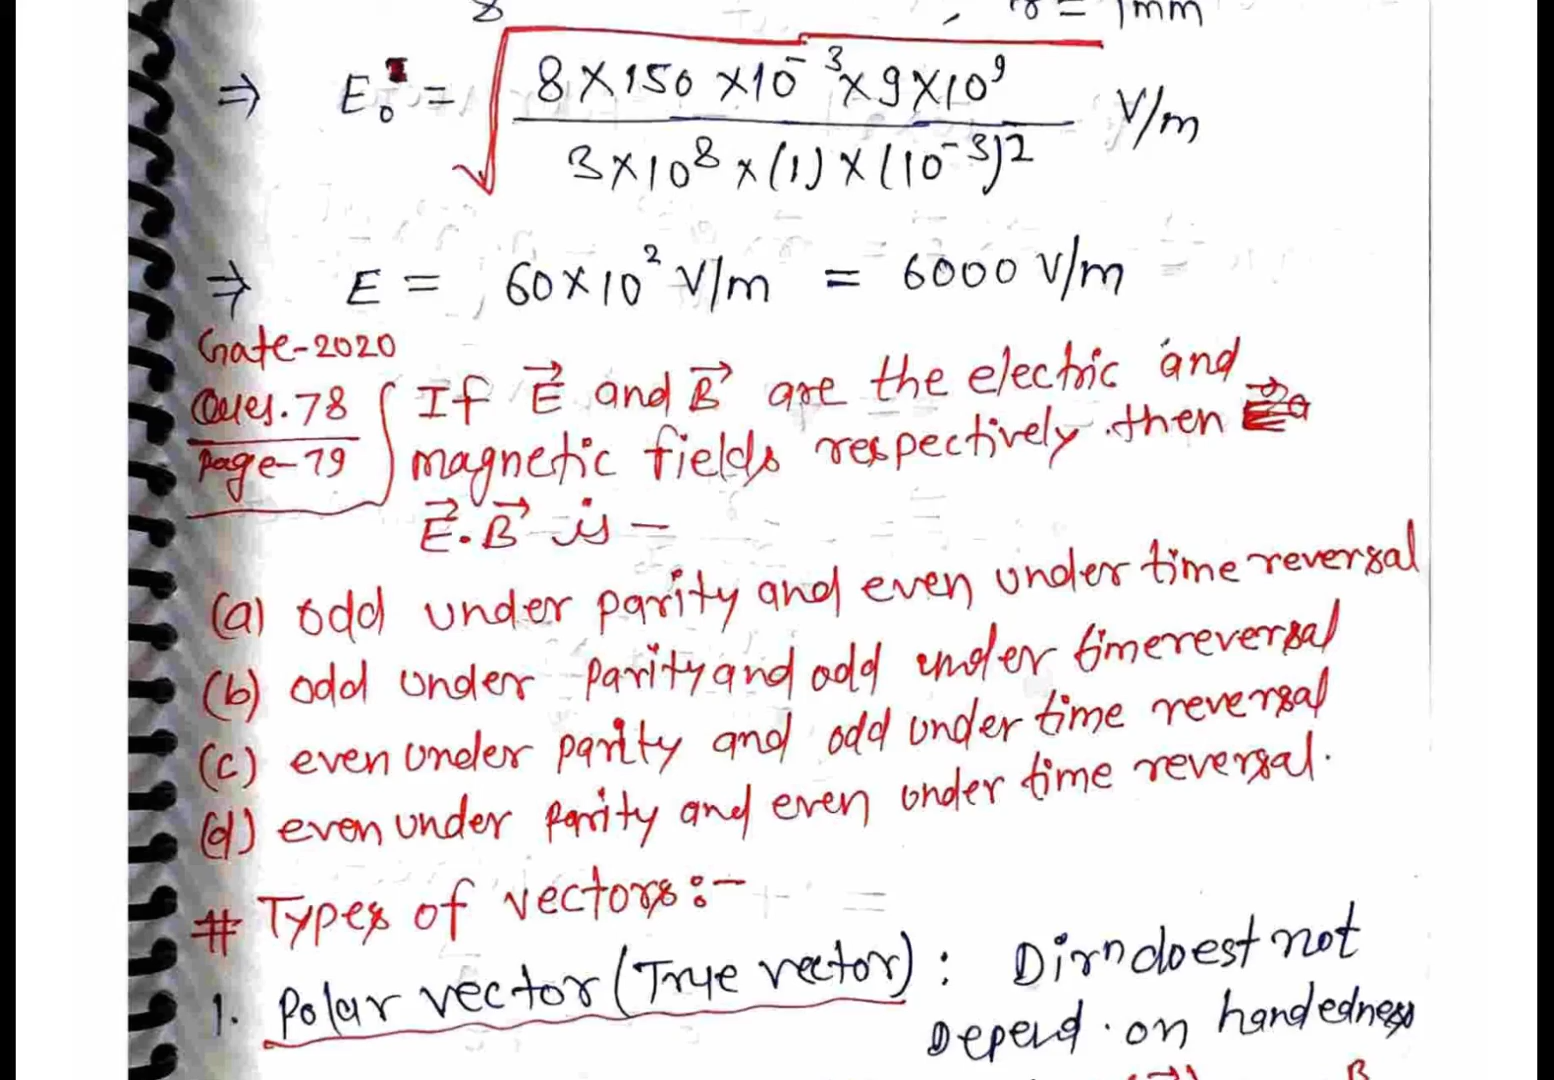 γ = 1mm
⇒ E₀ = √(8×150×10⁻³×9×10⁹ / 3×10⁸×(1)×(10⁻³)²) V/m
⇒ E = 60×10² V/m = 6000 V/m
Gate-2020
Ques.78
Page-79
If E⃗ and B⃗ are the electric and
magnetic fields respectively then
E⃗.B⃗ is –
(a) odd under parity and even under time reversal
(b) odd under parity and odd under timereversal
(c) even under parity and odd under time reversal
(d) even under parity and even under time reversal.
# Types of vectors:-
1. Polar vector (True vector) : Dirn doest not
Depend on handedness